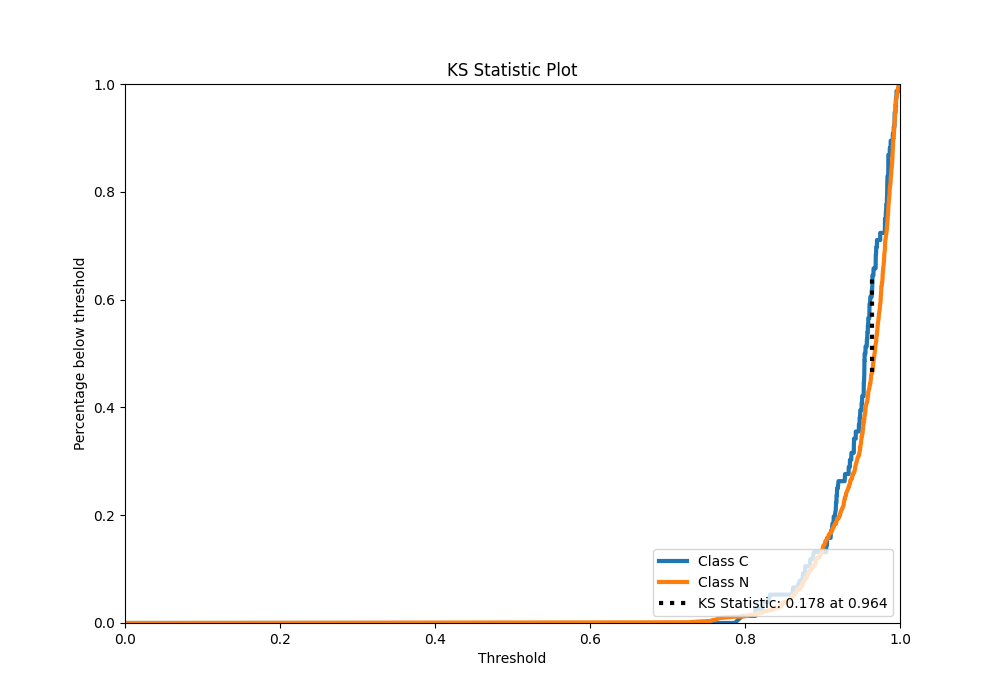 KS Statistic Plot
1.0
0.8
0.6
0.4
0.2
0.0
Percentage below threshold
Class C
Class N
KS Statistic: 0.178 at 0.964
0.0 0.2 0.4 0.6 0.8 1.0
Threshold